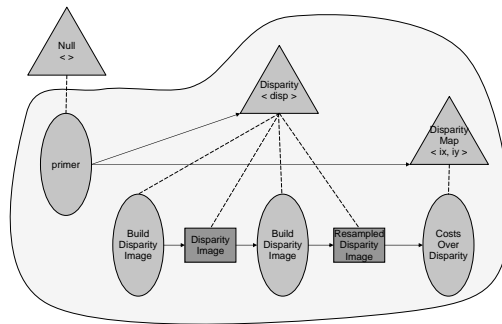 Null
< >
Disparity
< disp >
Disparity
Map
< ix, iy >
primer
Build
Disparity
Image
Disparity
Image
Build
Disparity
Image
Resampled
Disparity
Image
Costs
Over
Disparity